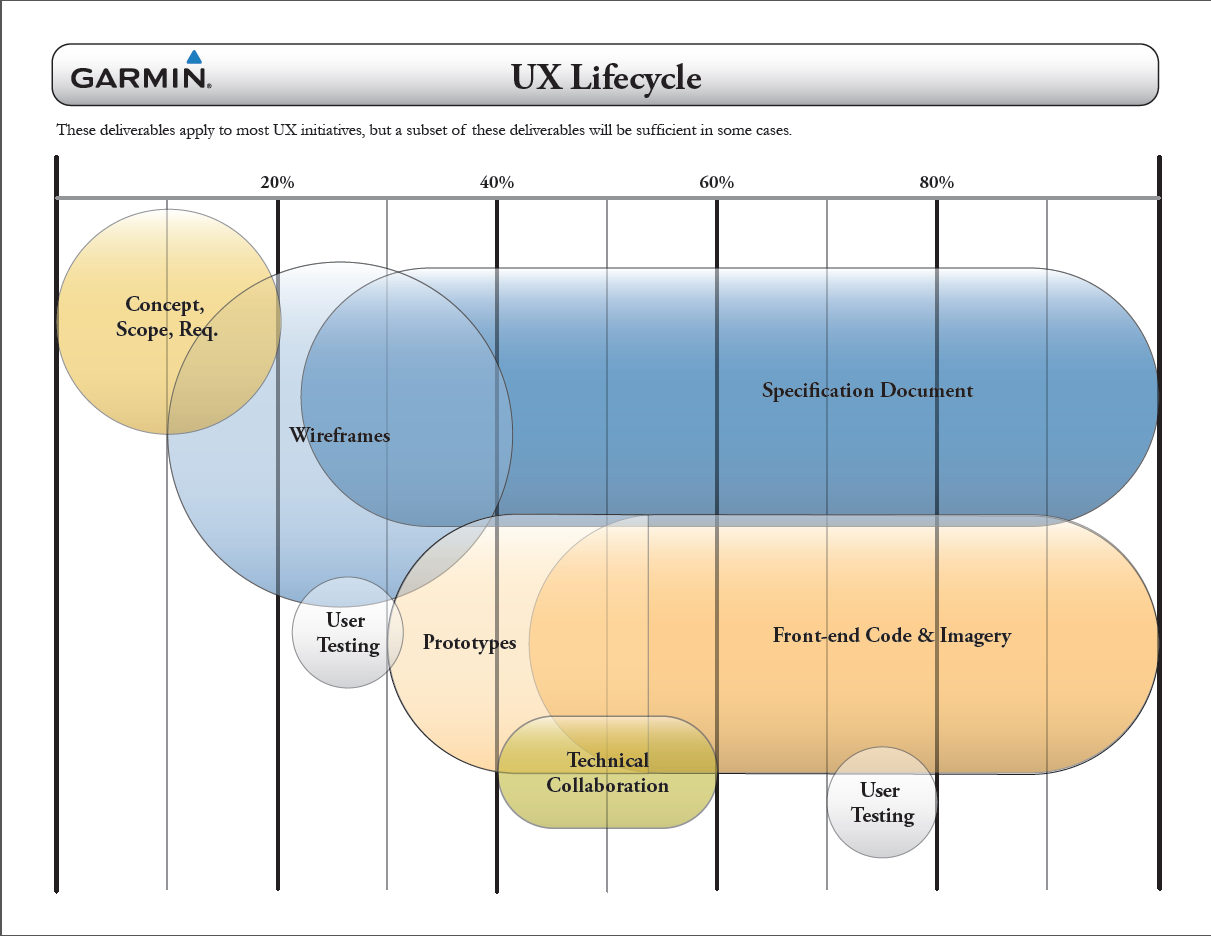 GARMIN®
UX Lifecycle
These deliverables apply to most UX initiatives, but a subset of these deliverables will be sufficient in some cases.
20%
40%
60%
80%
Concept,
Scope, Req.
Specification Document
Wireframes
User
Testing
Prototypes
Front-end Code & Imagery
Technical
Collaboration
User
Testing